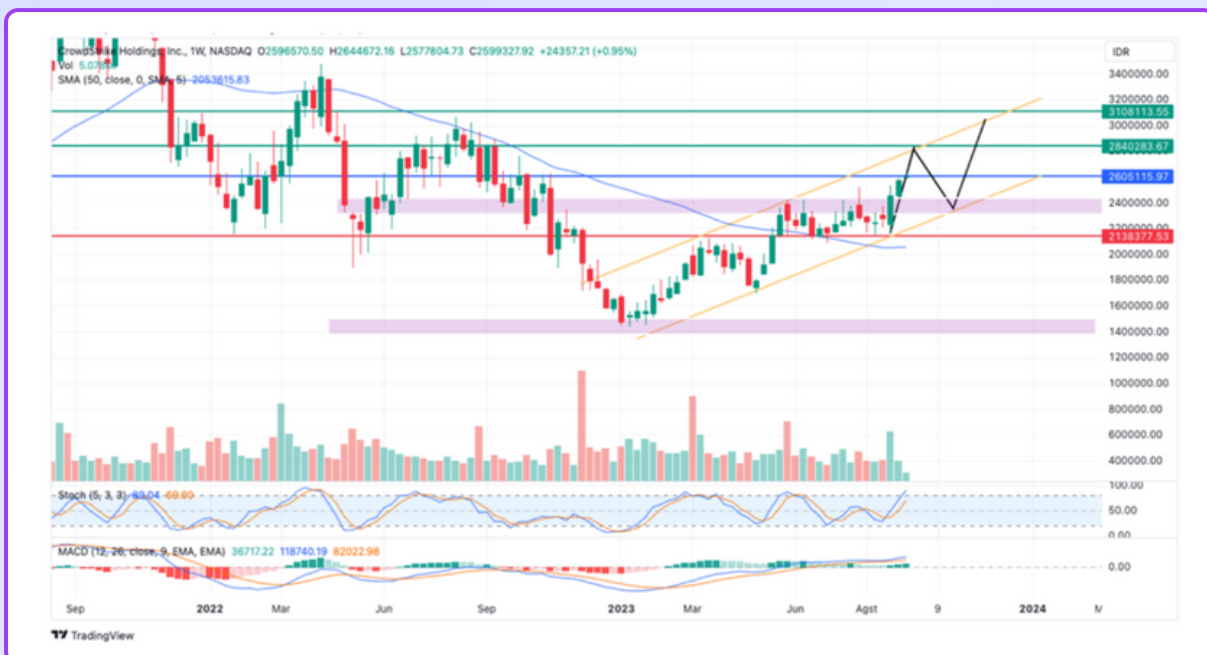 CrowdStrike Holdings, Inc., 1W, NASDAQ O2596570.50 H2644672.16 L2577804.73 C2599327.92 +24357.21 (+0.95%)
IDR
Vol
SMA (50, close, 0, SMA, 5) 2053615.83
3400000.00
3200000.00
3108113.55
3000000.00
2840283.67
2605115.97
2400000.00
2200000.00
2138377.53
2000000.00
1800000.00
1600000.00
1400000.00
1200000.00
1000000.00
800000.00
600000.00
400000.00
Stoch (5, 3, 3)
100.00
50.00
0.00
MACD (12, 26, close, 9, EMA, EMA) 36717.22 118740.19 82022.98
0.00
Sep 2022 Mar Jun Sep 2023 Mar Jun Agst 9 2024
TradingView